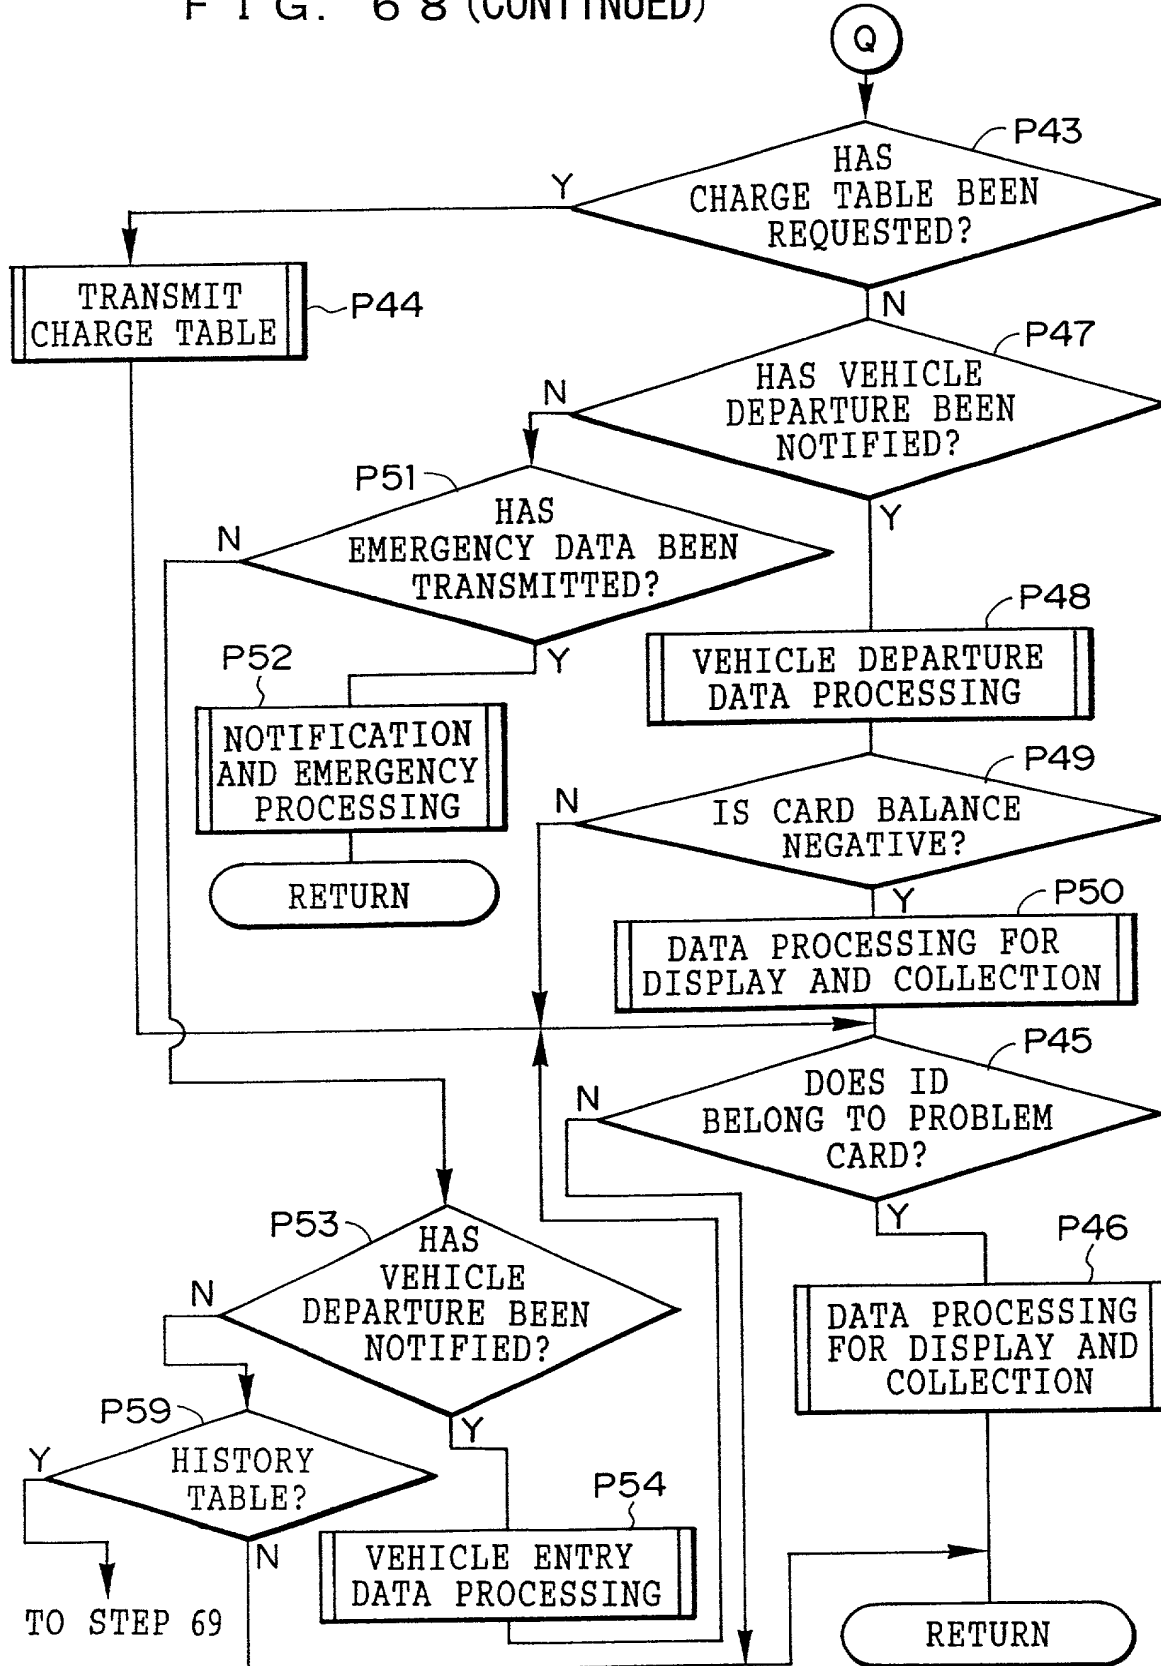 FIG. 68 (CONTINUED)
Q
P43
HAS
CHARGE TABLE BEEN
REQUESTED?
Y
N
TRANSMIT
CHARGE TABLE
P44
P47
HAS VEHICLE
DEPARTURE BEEN
NOTIFIED?
N
Y
P51
HAS
EMERGENCY DATA BEEN
TRANSMITTED?
N
Y
P48
VEHICLE DEPARTURE
DATA PROCESSING
P52
NOTIFICATION
AND EMERGENCY
PROCESSING
RETURN
P49
IS CARD BALANCE
NEGATIVE?
N
Y
P50
DATA PROCESSING FOR
DISPLAY AND COLLECTION
P45
DOES ID
BELONG TO PROBLEM
CARD?
N
Y
P46
DATA PROCESSING
FOR DISPLAY AND
COLLECTION
P53
HAS
VEHICLE
DEPARTURE BEEN
NOTIFIED?
N
Y
P59
HISTORY
TABLE?
Y
N
TO STEP 69
P54
VEHICLE ENTRY
DATA PROCESSING
RETURN